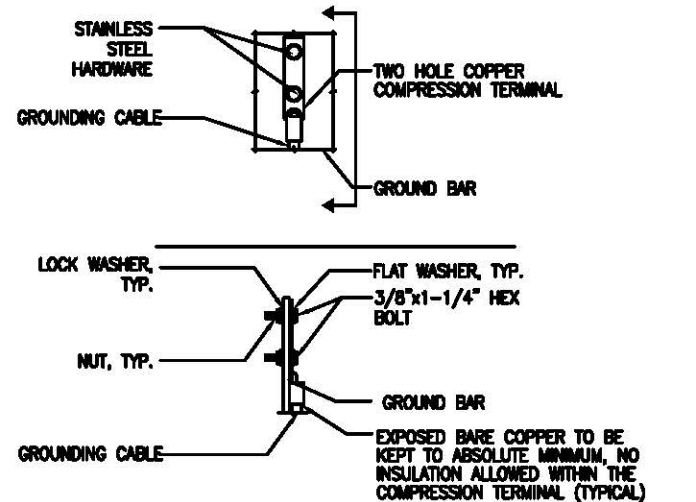 STAINLESS
STEEL
HARDWARE
TWO HOLE COPPER
COMPRESSION TERMINAL
GROUNDING CABLE
GROUND BAR
LOCK WASHER,
TYP.
FLAT WASHER, TYP.
3/8"x1-1/4" HEX
BOLT
NUT, TYP.
GROUND BAR
GROUNDING CABLE
EXPOSED BARE COPPER TO BE
KEPT TO ABSOLUTE MINIMUM, NO
INSULATION ALLOWED WITHIN THE
COMPRESSION TERMINAL (TYPICAL)